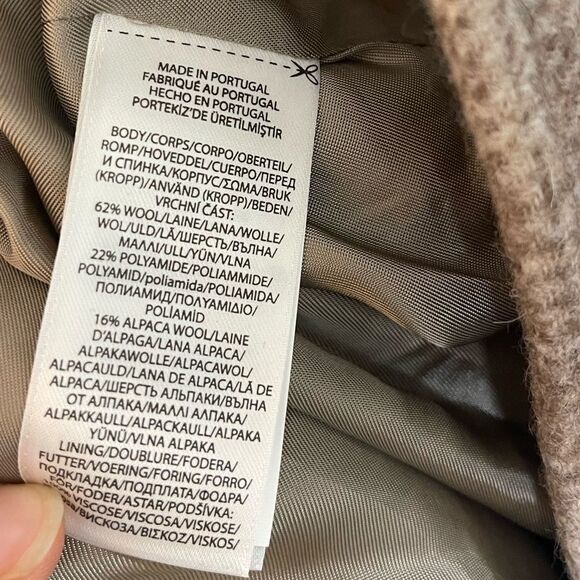 MADE IN PORTUGAL
FABRIQUÉ AU PORTUGAL
HECHO EN PORTUGAL
PORTEKİZ'DE ÜRETİLMİŞTİR
BODY/CORPS/CORPO/OBERTEIL/
ROMP/HOVEDDEL/CUERPO/ПЕРЕД
И СПИНКА/КОРПУС/ΣΩΜΑ/BRUK
(KROPP)/ANVÄND (KROPP)/BEDEN/
VRCHNÍ ČÁST:
62% WOOL/LAINE/LANA/WOLLE/
WOL/ULD/LÃ/ШЕРСТЬ/ВЪЛНА/
ΜΑΛΛΙ/ULL/YÜN/VLNA
22% POLYAMIDE/POLIAMMIDE/
POLYAMID/poliamida/POLIAMIDA/
ПОЛИАМИД/ΠΟΛΥΑΜΙΔΙΟ/
POLİAMİD
16% ALPACA WOOL/LAINE
D'ALPAGA/LANA ALPACA/
ALPAKAWOLLE/ALPACAWOL/
ALPACAULD/LANA DE ALPACA/LÃ DE
ALPACA/ШЕРСТЬ АЛЬПАКИ/ВЪЛНА
ОТ АЛПАКА/ΜΑΛΛΙ ΑΛΠΑΚΑ/
ALPAKKAULL/ALPACKAULL/ALPAKA
YÜNÜ/VLNA ALPAKA
LINING/DOUBLURE/FODERA/
FUTTER/VOERING/FORING/FORRO/
ПОДКЛАДКА/ПОДПЛАТА/ΦΟΔΡΑ/
FÔR/FODER/ASTAR/PODŠÍVKA:
VISCOSE/VISCOSA/VISKOSE/
ВИСКОЗА/ΒΙΣΚΟΖ/VISKOS/